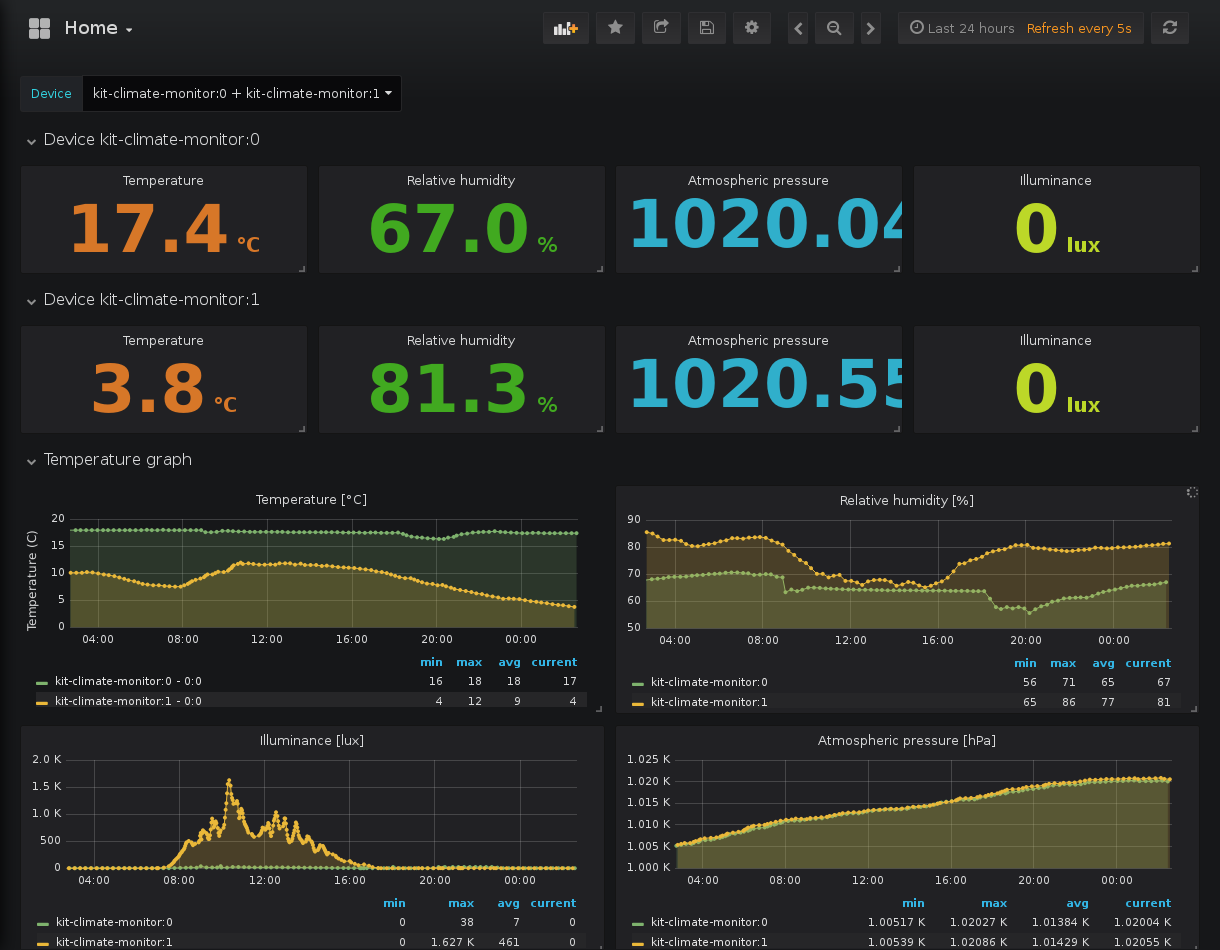 Home
Last 24 hours Refresh every 5s
Device kit-climate-monitor:0 + kit-climate-monitor:1
Device kit-climate-monitor:0
Temperature Relative humidity Atmospheric pressure Illuminance
17.4 °C 67.0 % 1020.04 0 lux
Device kit-climate-monitor:1
Temperature Relative humidity Atmospheric pressure Illuminance
3.8 °C 81.3 % 1020.55 0 lux
Temperature graph
Temperature [°C]
Temperature (C)
20
15
10
5
0
04:00 08:00 12:00 16:00 20:00 00:00
min max avg current
kit-climate-monitor:0 - 0:0 16 18 18 17
kit-climate-monitor:1 - 0:0 4 12 9 4
Relative humidity [%]
90
80
70
60
50
04:00 08:00 12:00 16:00 20:00 00:00
min max avg current
kit-climate-monitor:0 56 71 65 67
kit-climate-monitor:1 65 86 77 81
Illuminance [lux]
2.0 K
1.5 K
1.0 K
500
0
04:00 08:00 12:00 16:00 20:00 00:00
min max avg current
kit-climate-monitor:0 0 38 7 0
kit-climate-monitor:1 0 1.627 K 461 0
Atmospheric pressure [hPa]
1.025 K
1.020 K
1.015 K
1.010 K
1.005 K
1.000 K
04:00 08:00 12:00 16:00 20:00 00:00
min max avg current
kit-climate-monitor:0 1.00517 K 1.02027 K 1.01384 K 1.02004 K
kit-climate-monitor:1 1.00539 K 1.02086 K 1.01429 K 1.02055 K